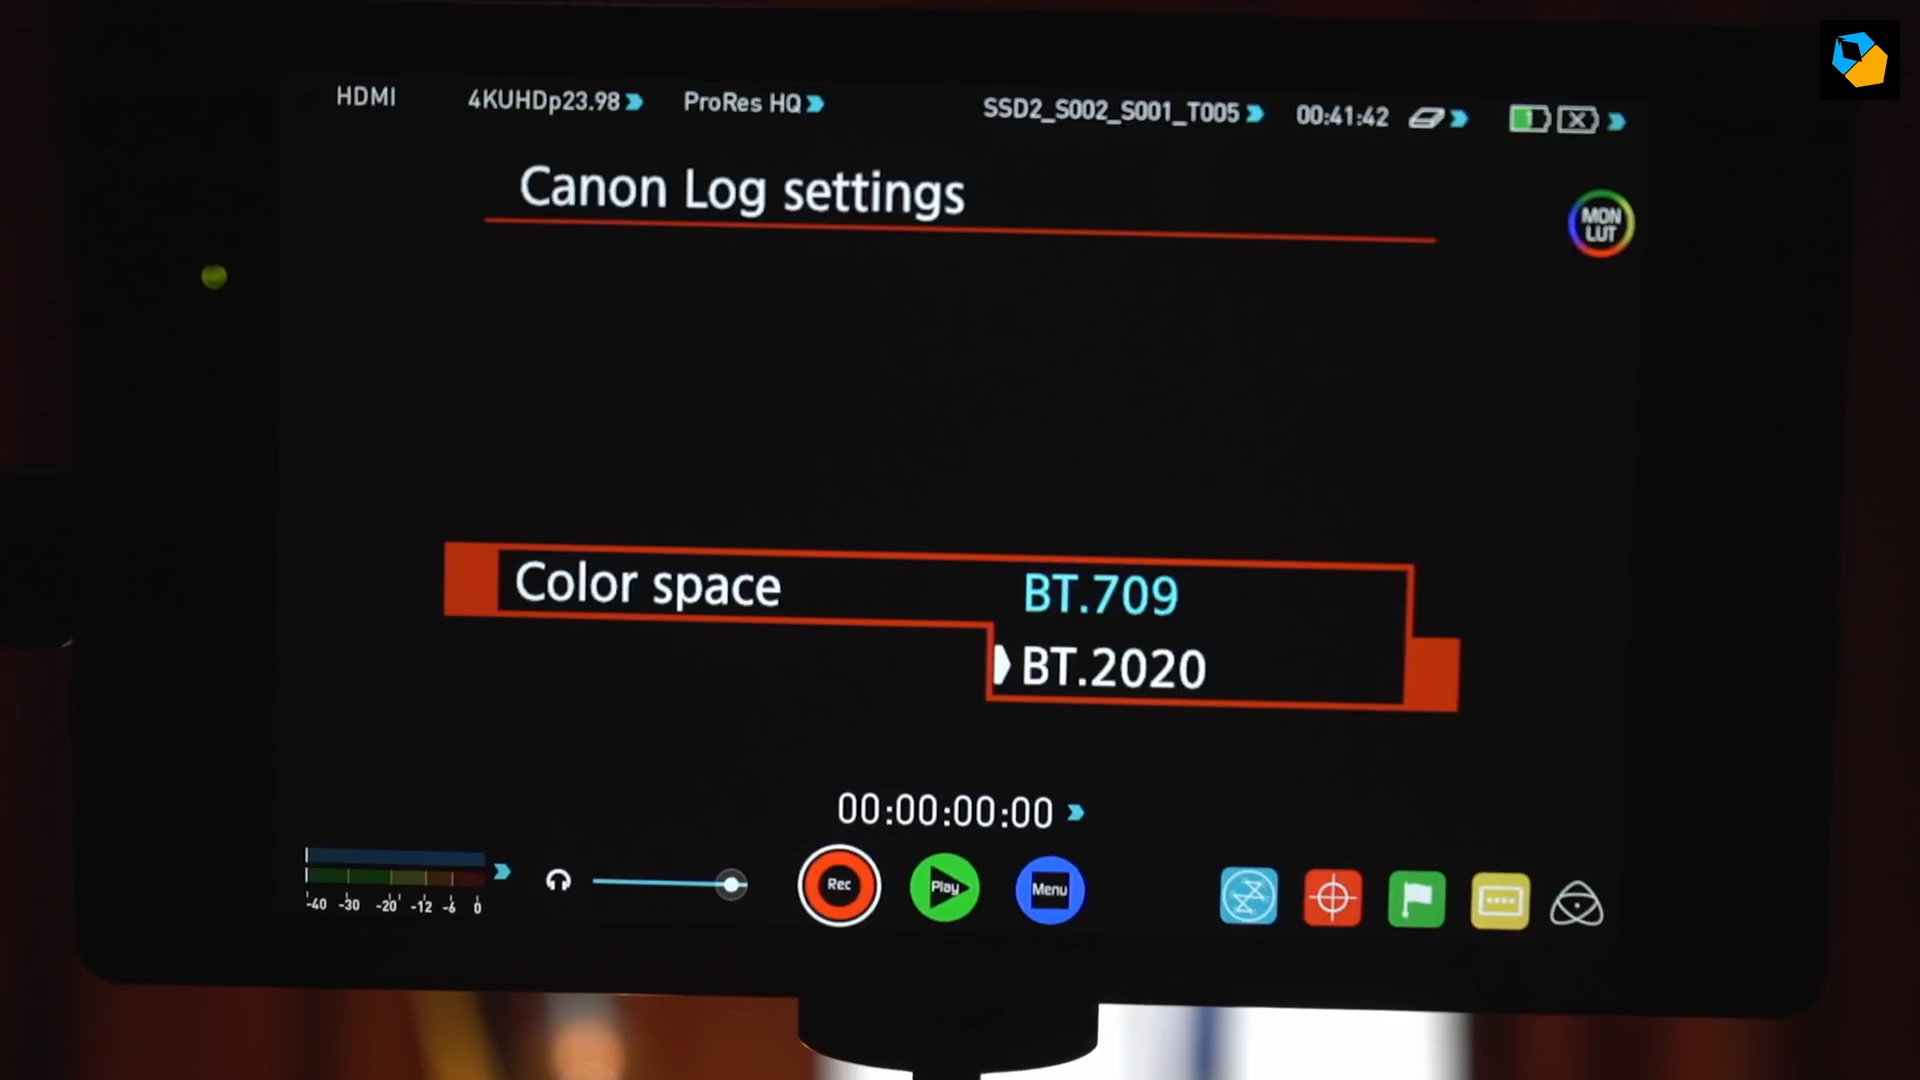 HDMI 4KUHDp23.98 ProRes HQ SSD2_S002_S001_T005 00:41:42
Canon Log settings
MON
LUT
Color space BT.709
BT.2020
00:00:00:00
Rec Play Menu
-40 -30 -20 -12 -6 0